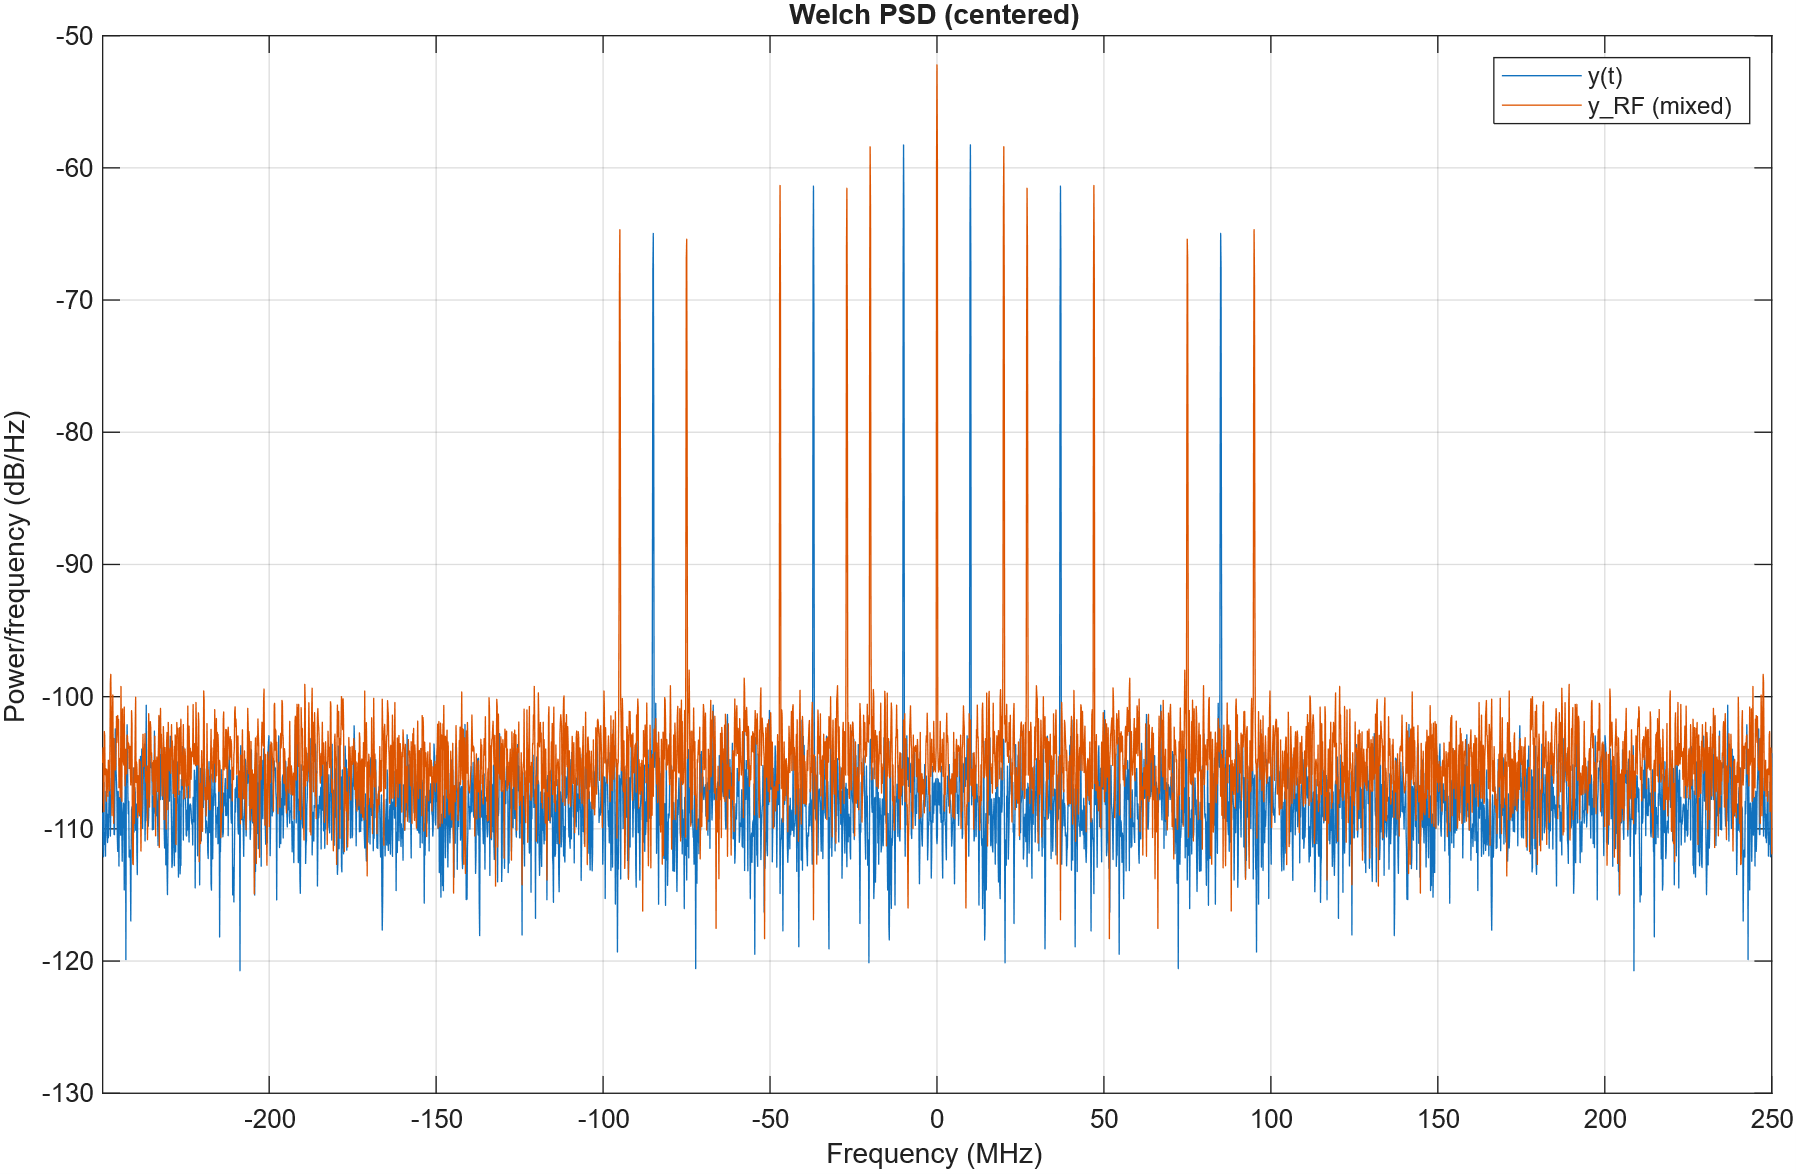 Welch PSD (centered)
y(t)
y_RF (mixed)
Power/frequency (dB/Hz)
-50
-60
-70
-80
-90
-100
-110
-120
-130
-200 -150 -100 -50 0 50 100 150 200 250
Frequency (MHz)